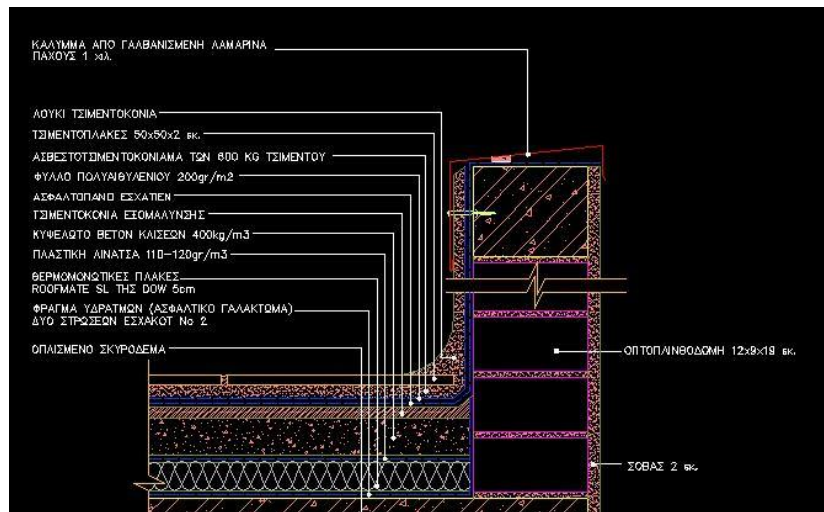 ΚΑΛΥΜΜΑ ΑΠΟ ΓΑΛΒΑΝΙΣΜΕΝΗ ΛΑΜΑΡΙΝΑ
ΠΑΧΟΥΣ 1 χιλ.
ΛΟΥΚΙ ΤΣΙΜΕΝΤΟΚΟΝΙΑ
ΤΣΙΜΕΝΤΟΠΛΑΚΕΣ 50x50x2 εκ.
ΑΣΒΕΣΤΟΤΣΙΜΕΝΤΟΚΟΝΙΑΜΑ ΤΩΝ 600 KG ΤΣΙΜΕΝΤΟΥ
ΦΥΛΛΟ ΠΟΛΥΑΙΘΥΛΕΝΙΟΥ 200gr/m2
ΑΣΦΑΛΤΟΠΑΝΟ ΕΣΧΑΤΙΕΝ
ΤΣΙΜΕΝΤΟΚΟΝΙΑ ΕΞΟΜΑΛΥΝΣΗΣ
ΚΥΨΕΛΩΤΟ ΒΕΤΟΝ ΚΛΙΣΕΩΝ 400kg/m3
ΠΛΑΣΤΙΚΗ ΛΙΝΑΤΣΑ 110-120gr/m2
ΘΕΡΜΟΜΟΝΩΤΙΚΕΣ ΠΛΑΚΕΣ
ROOFMATE SL ΤΗΣ DOW 5cm
ΦΡΑΓΜΑ ΥΔΡΑΤΜΩΝ (ΑΣΦΑΛΤΙΚΟ ΓΑΛΑΚΤΩΜΑ)
ΔΥΟ ΣΤΡΩΣΕΩΝ ΕΣΧΑΚΟΤ Νο 2
ΟΠΛΙΣΜΕΝΟ ΣΚΥΡΟΔΕΜΑ
ΟΠΤΟΠΛΙΝΘΟΔΟΜΗ 12x9x19 εκ.
ΣΟΒΑΣ 2 εκ.